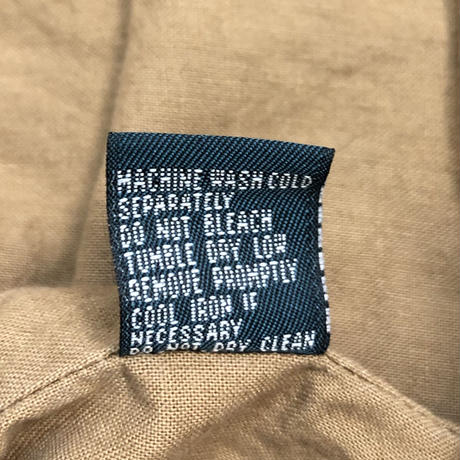 MACHINE WASH COLD
SEPARATELY
DO NOT BLEACH
TUMBLE DRY LOW
REMOVE PROMPTLY
COOL IRON IF
NECESSARY
DO NOT DRY CLEAN